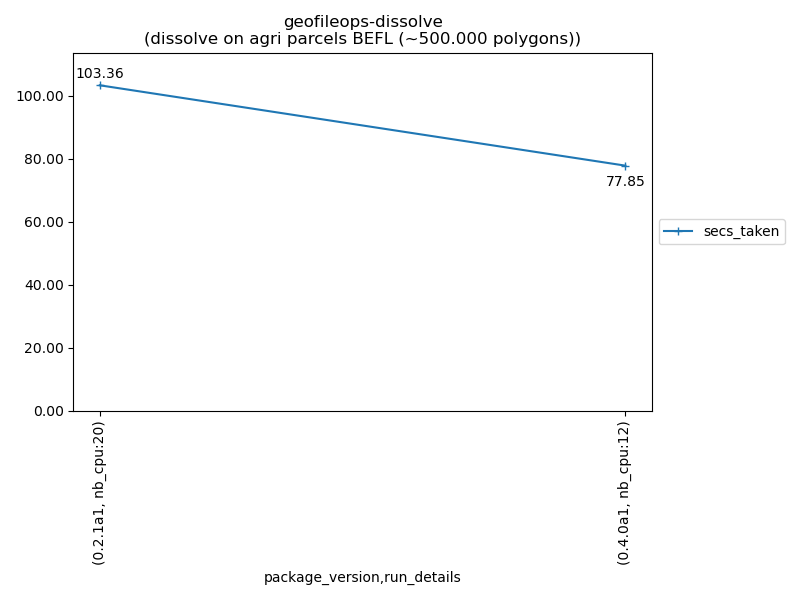 geofileops-dissolve
(dissolve on agri parcels BEFL (~500.000 polygons))
103.36
100.00
80.00
77.85
60.00
secs_taken
40.00
20.00
0.00
(0.2.1a1, nb_cpu:20)
(0.4.0a1, nb_cpu:12)
package_version,run_details